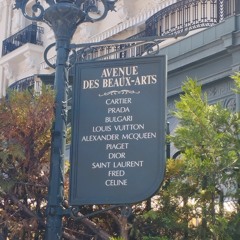 AVENUE
DES BEAUX-ARTS
CARTIER
PRADA
BULGARI
LOUIS VUITTON
ALEXANDER MCQUEEN
PIAGET
DIOR
SAINT LAURENT
FRED
CELINE